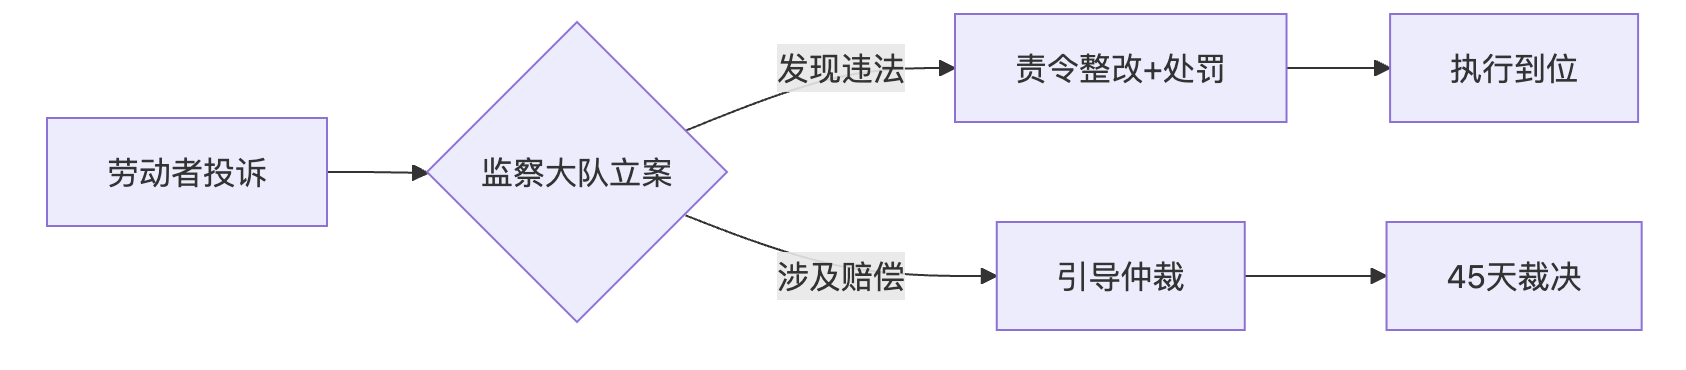 劳动者投诉
监察大队立案
发现违法
责令整改+处罚
执行到位
涉及赔偿
引导仲裁
45天裁决